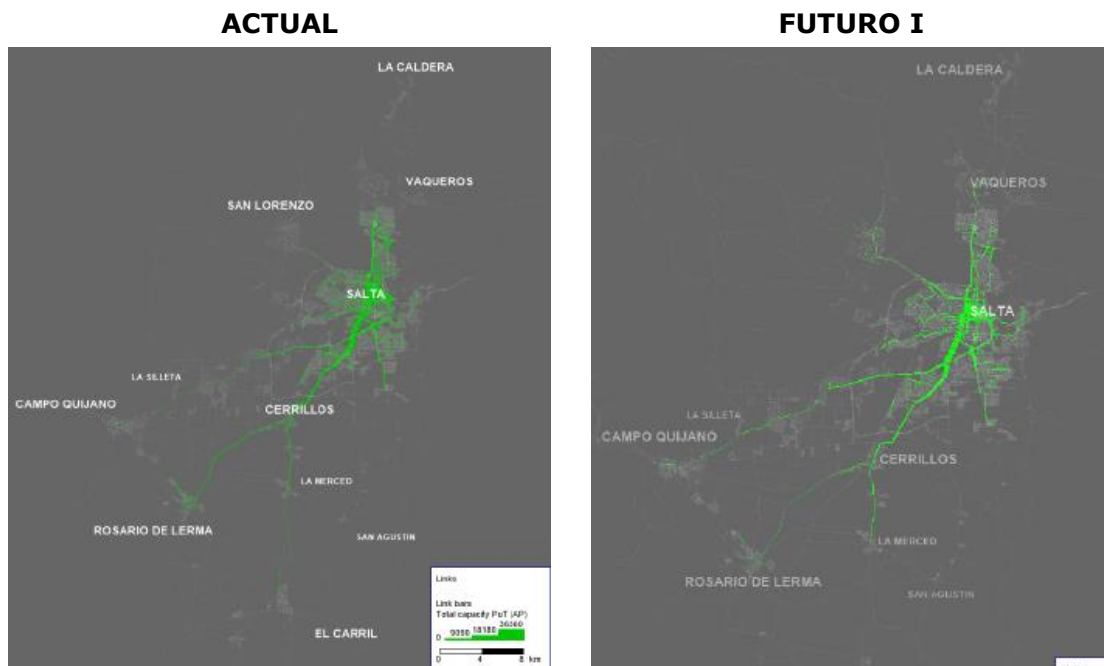 ACTUAL
LA CALDERA
VAQUEROS
SAN LORENZO
SALTA
LA SILLETA
CAMPO QUIJANO
CERRILLOS
LA MERCED
ROSARIO DE LERMA
SAN AGUSTIN
EL CARRIL
Links
Link bars
Total capacity PuT (AP)
0 9090 18180 36360
0 4 8 km
FUTURO I
LA CALDERA
VAQUEROS
SALTA
LA SILLETA
CAMPO QUIJANO
CERRILLOS
LA MERCED
ROSARIO DE LERMA
SAN AGUSTIN